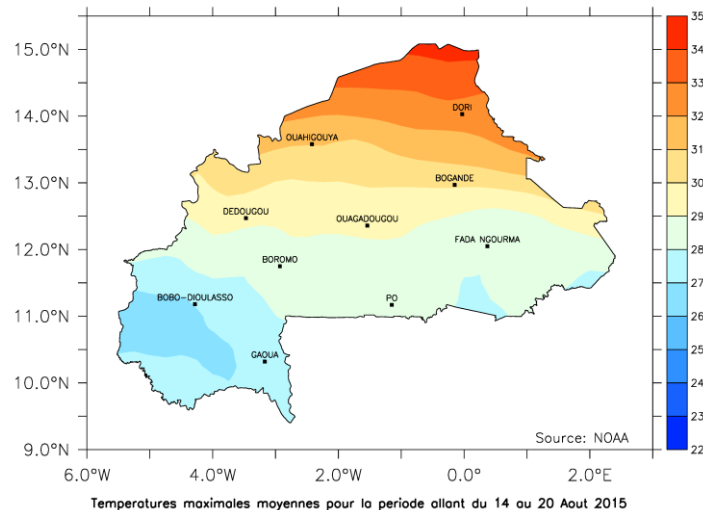 35
34
33
32
31
30
29
28
27
26
25
24
23
22
15.0°N
14.0°N
13.0°N
12.0°N
11.0°N
10.0°N
9.0°N
DORI
OUAHIGOUYA
BOGANDE
DEDOUGOU
OUAGADOUGOU
FADA NGOURMA
BOROMO
BOBO-DIOULASSO
PO
GAOUA
Source: NOAA
6.0°W 4.0°W 2.0°W 0.0° 2.0°E
Temperatures maximales moyennes pour la periode allant du 14 au 20 Aout 2015